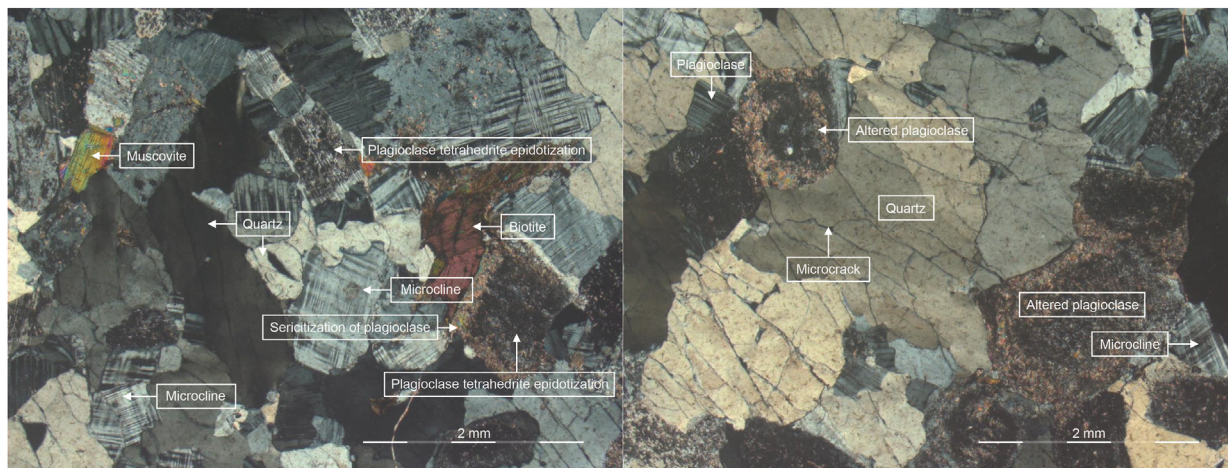 Muscovite
Plagioclase tetrahedrite epidotization
Quartz
Biotite
Microcline
Sericitization of plagioclase
Plagioclase tetrahedrite epidotization
Microcline
2 mm
Plagioclase
Altered plagioclase
Quartz
Microcrack
Altered plagioclase
Microcline
2 mm